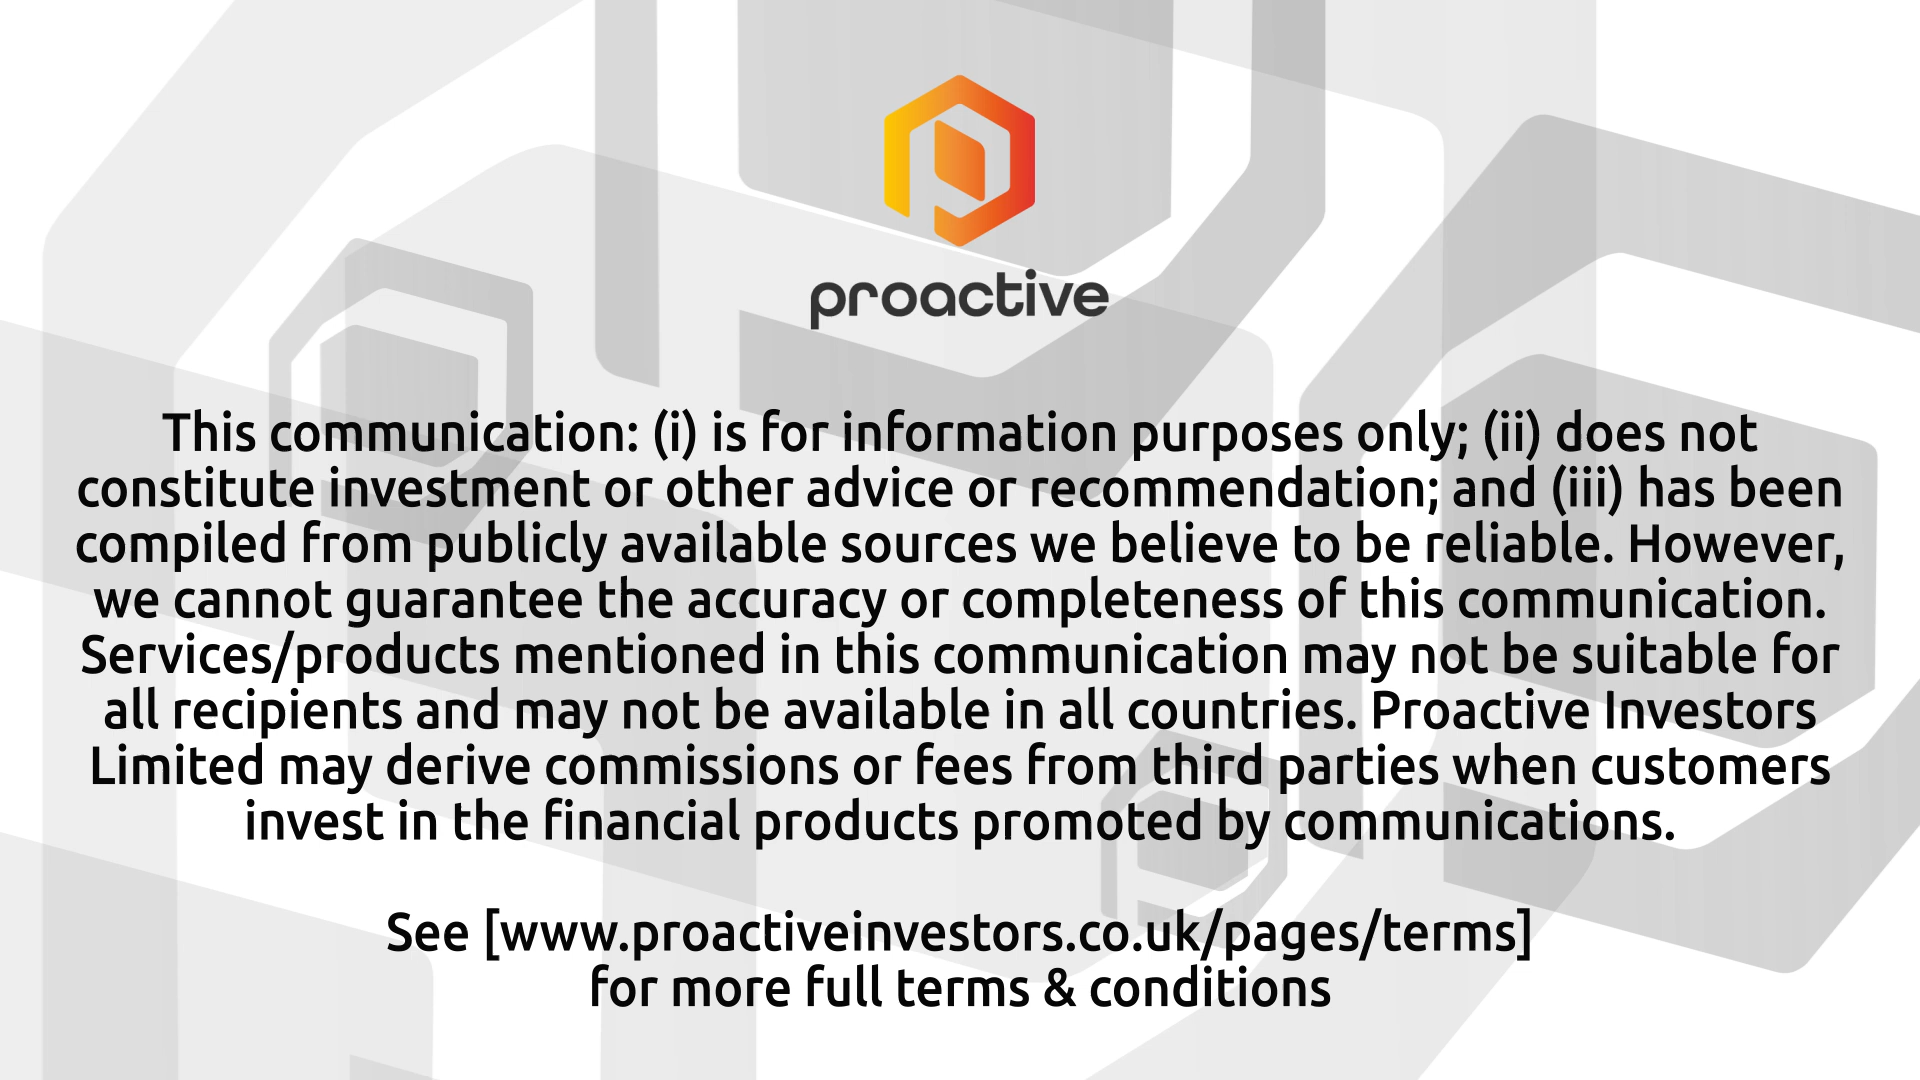 proactive
This communication: (i) is for information purposes only; (ii) does not
constitute investment or other advice or recommendation; and (iii) has been
compiled from publicly available sources we believe to be reliable. However,
we cannot guarantee the accuracy or completeness of this communication.
Services/products mentioned in this communication may not be suitable for
all recipients and may not be available in all countries. Proactive Investors
Limited may derive commissions or fees from third parties when customers
invest in the financial products promoted by communications.
See [www.proactiveinvestors.co.uk/pages/terms]
for more full terms & conditions